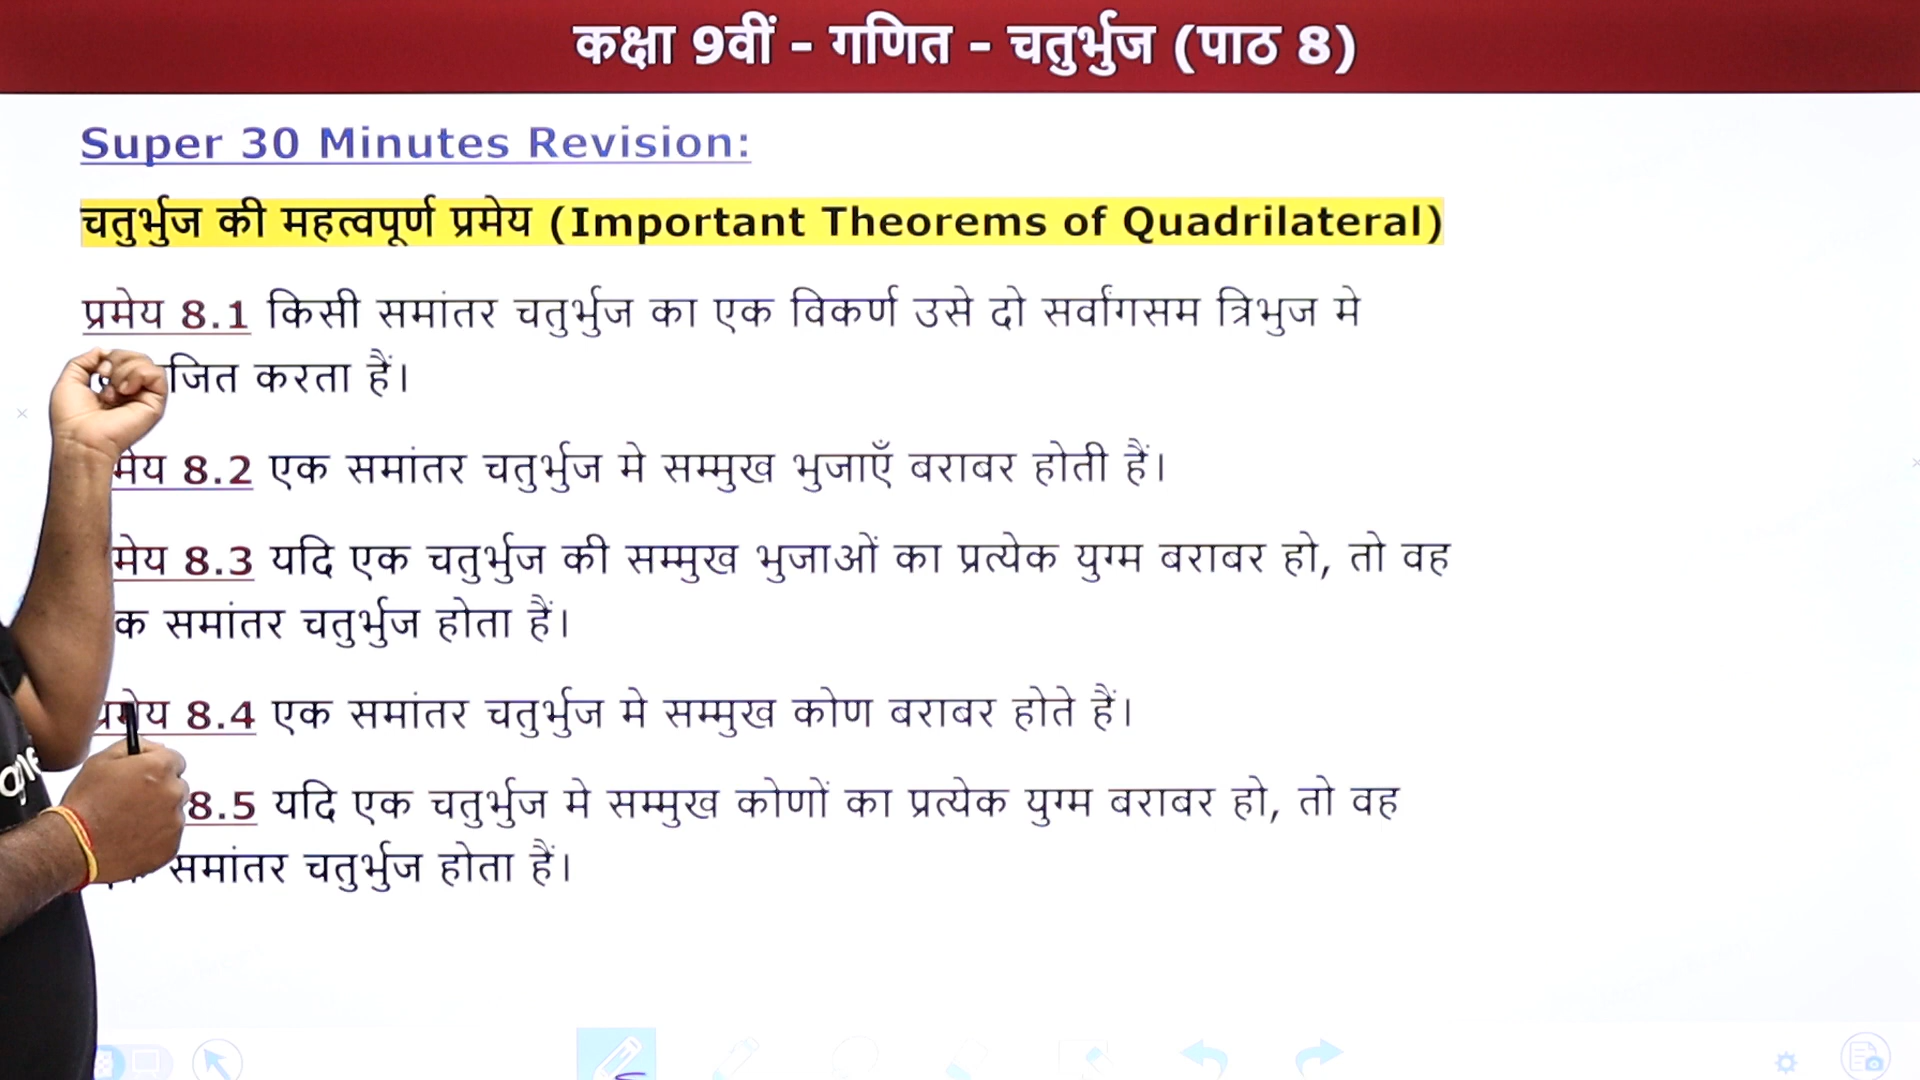 कक्षा 9वीं - गणित - चतुर्भुज (पाठ 8)
Super 30 Minutes Revision:
चतुर्भुज की महत्वपूर्ण प्रमेय (Important Theorems of Quadrilateral)
प्रमेय 8.1 किसी समांतर चतुर्भुज का एक विकर्ण उसे दो सर्वांगसम त्रिभुज मे
जित करता हैं।
मेय 8.2 एक समांतर चतुर्भुज मे सम्मुख भुजाएँ बराबर होती हैं।
मेय 8.3 यदि एक चतुर्भुज की सम्मुख भुजाओं का प्रत्येक युग्म बराबर हो, तो वह
क समांतर चतुर्भुज होता हैं।
प्रमेय 8.4 एक समांतर चतुर्भुज मे सम्मुख कोण बराबर होते हैं।
8.5 यदि एक चतुर्भुज मे सम्मुख कोणों का प्रत्येक युग्म बराबर हो, तो वह
समांतर चतुर्भुज होता हैं।